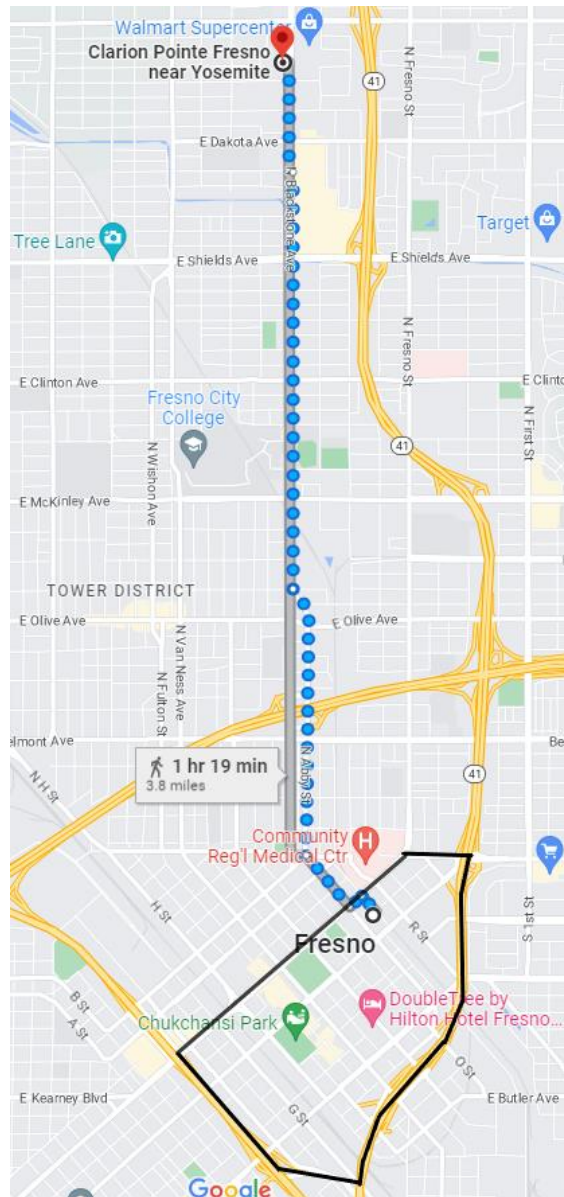 Walmart Supercenter
Clarion Pointe Fresno
near Yosemite
N Fresno St
41
E Dakota Ave
N Blackstone Ave
Target
Tree Lane
E Shields Ave
E Shields Ave
N Fresno St
E Clinton Ave
E Clinto
Fresno City
College
N First St
N Wishon Ave
41
E McKinley Ave
TOWER DISTRICT
E Olive Ave
E Olive Ave
N Van Ness Ave
N Fulton St
elmont Ave
Be
N Abby St
1 hr 19 min
3.8 miles
41
N H St
Community
Reg'l Medical Ctr
H
S 1st St
H St
R St
Fresno
B St
A St
DoubleTree by
Hilton Hotel Fresno...
Chukchansi Park
O St
E Kearney Blvd
G St
E Butler Ave
Google